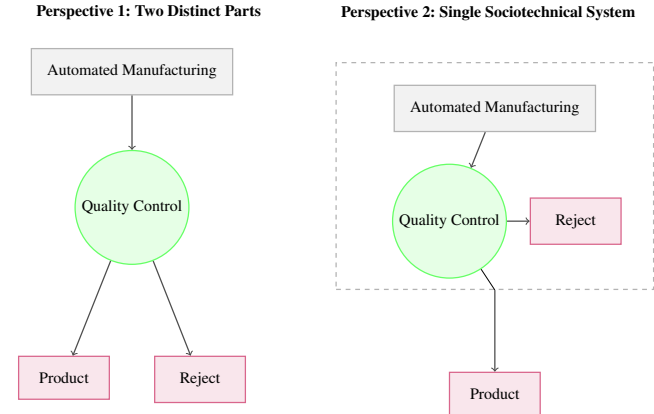 Perspective 1: Two Distinct Parts
Automated Manufacturing
Quality Control
Product
Reject
Perspective 2: Single Sociotechnical System
Automated Manufacturing
Quality Control
Reject
Product